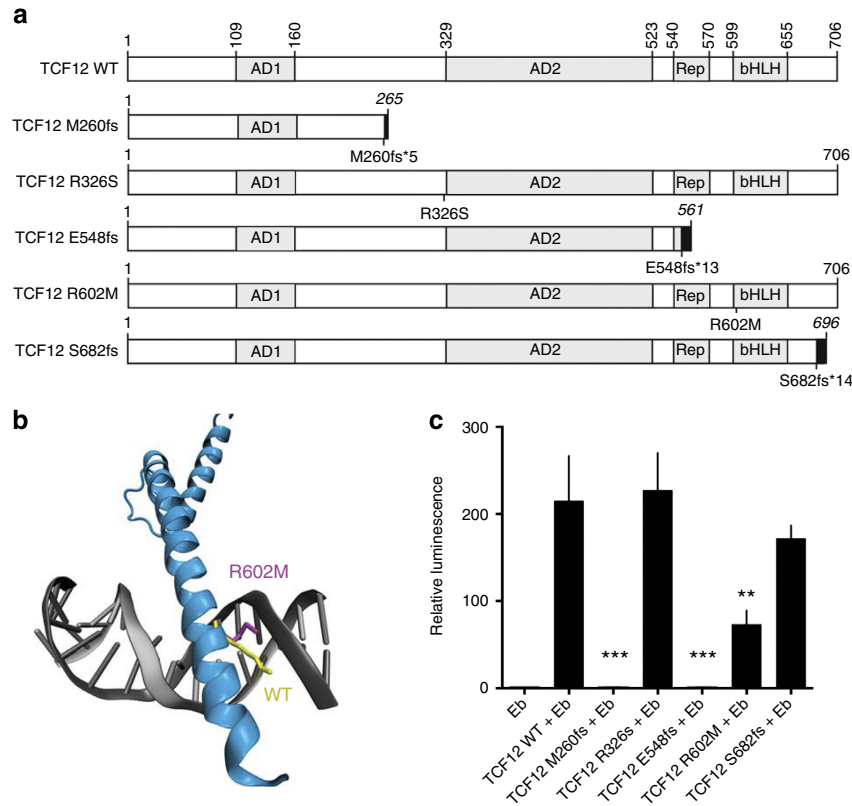 a
1 109 160 329 523 540 570 599 655 706
TCF12 WT AD1 AD2 Rep bHLH
1 265
TCF12 M260fs AD1
M260fs*5
1 706
TCF12 R326S AD1 AD2 Rep bHLH
R326S
1 561
TCF12 E548fs AD1 AD2
E548fs*13
1 706
TCF12 R602M AD1 AD2 Rep bHLH
R602M
1 696
TCF12 S682fs AD1 AD2 Rep bHLH
S682fs*14
b
R602M
WT
c
300
200
100
0
Relative luminescence
***
***
**
Eb
TCF12 WT + Eb
TCF12 M260fs + Eb
TCF12 R326s + Eb
TCF12 E548fs + Eb
TCF12 R602M + Eb
TCF12 S682fs + Eb